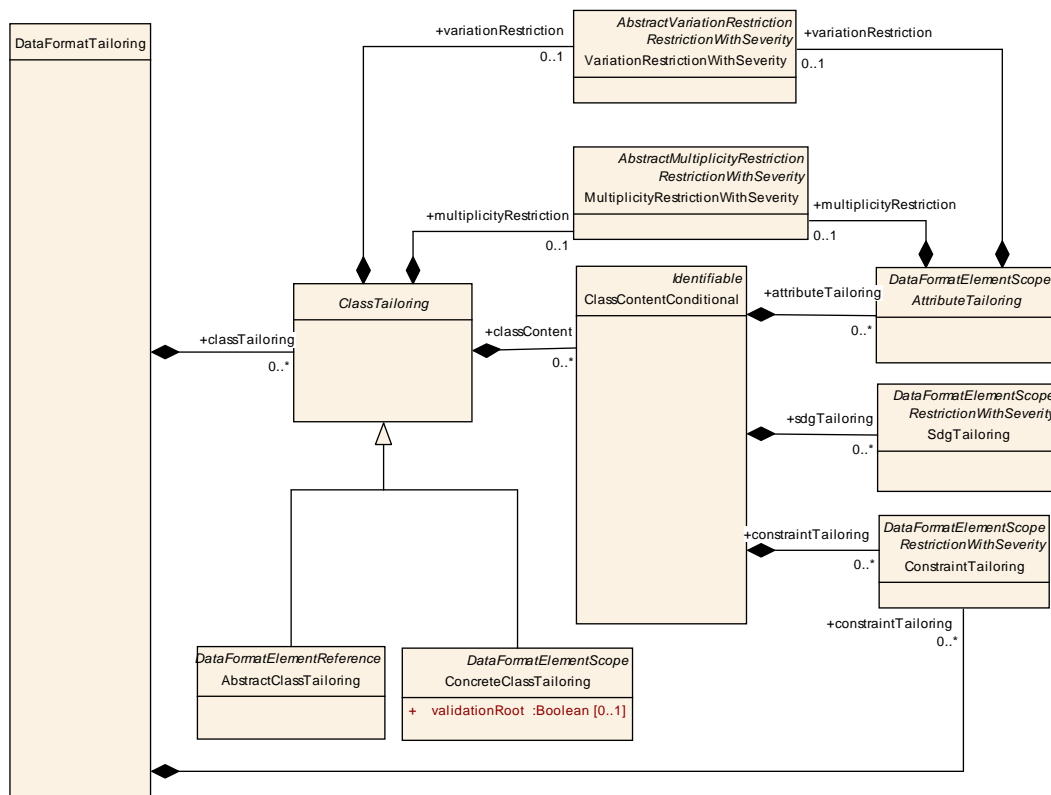 DataFormatTailoring
+variationRestriction
0..1
AbstractVariationRestriction
RestrictionWithSeverity
VariationRestrictionWithSeverity
+variationRestriction
0..1
AbstractMultiplicityRestriction
RestrictionWithSeverity
MultiplicityRestrictionWithSeverity
+multiplicityRestriction
0..1
+multiplicityRestriction
0..1
ClassTailoring
+classTailoring
0..*
+classContent
0..*
Identifiable
ClassContentConditional
+attributeTailoring
0..*
DataFormatElementScope
AttributeTailoring
+sdgTailoring
0..*
DataFormatElementScope
RestrictionWithSeverity
SdgTailoring
+constraintTailoring
0..*
DataFormatElementScope
RestrictionWithSeverity
ConstraintTailoring
+constraintTailoring
0..*
DataFormatElementReference
AbstractClassTailoring
DataFormatElementScope
ConcreteClassTailoring
+ validationRoot :Boolean [0..1]